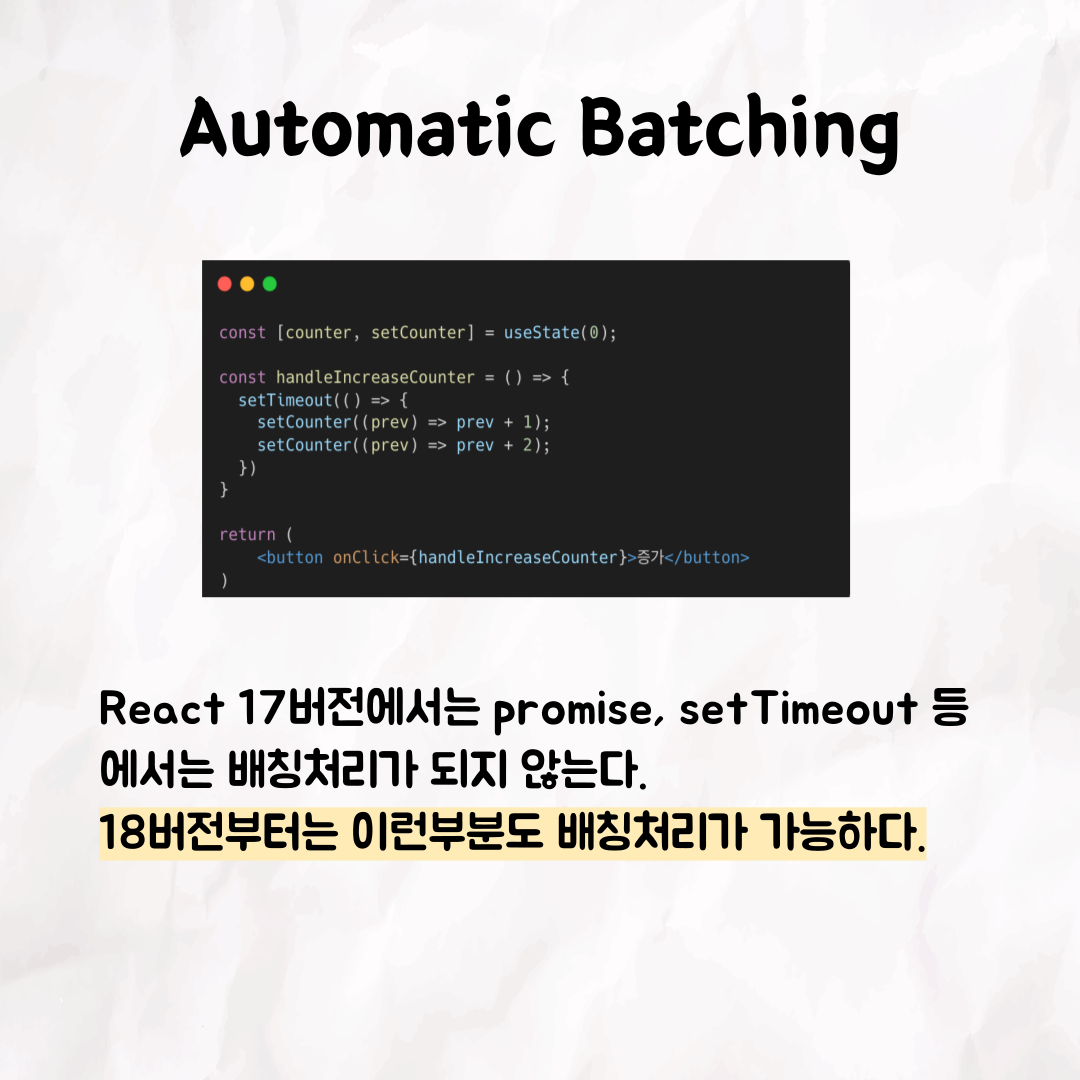 Automatic Batching
const [counter, setCounter] = useState(0);
const handleIncreaseCounter = () => {
  setTimeout(() => {
    setCounter((prev) => prev + 1);
    setCounter((prev) => prev + 2);
  })
}
return (
    <button onClick={handleIncreaseCounter}>증가</button>
)
React 17버전에서는 promise, setTimeout 등
에서는 배칭처리가 되지 않는다.
18버전부터는 이런부분도 배칭처리가 가능하다.